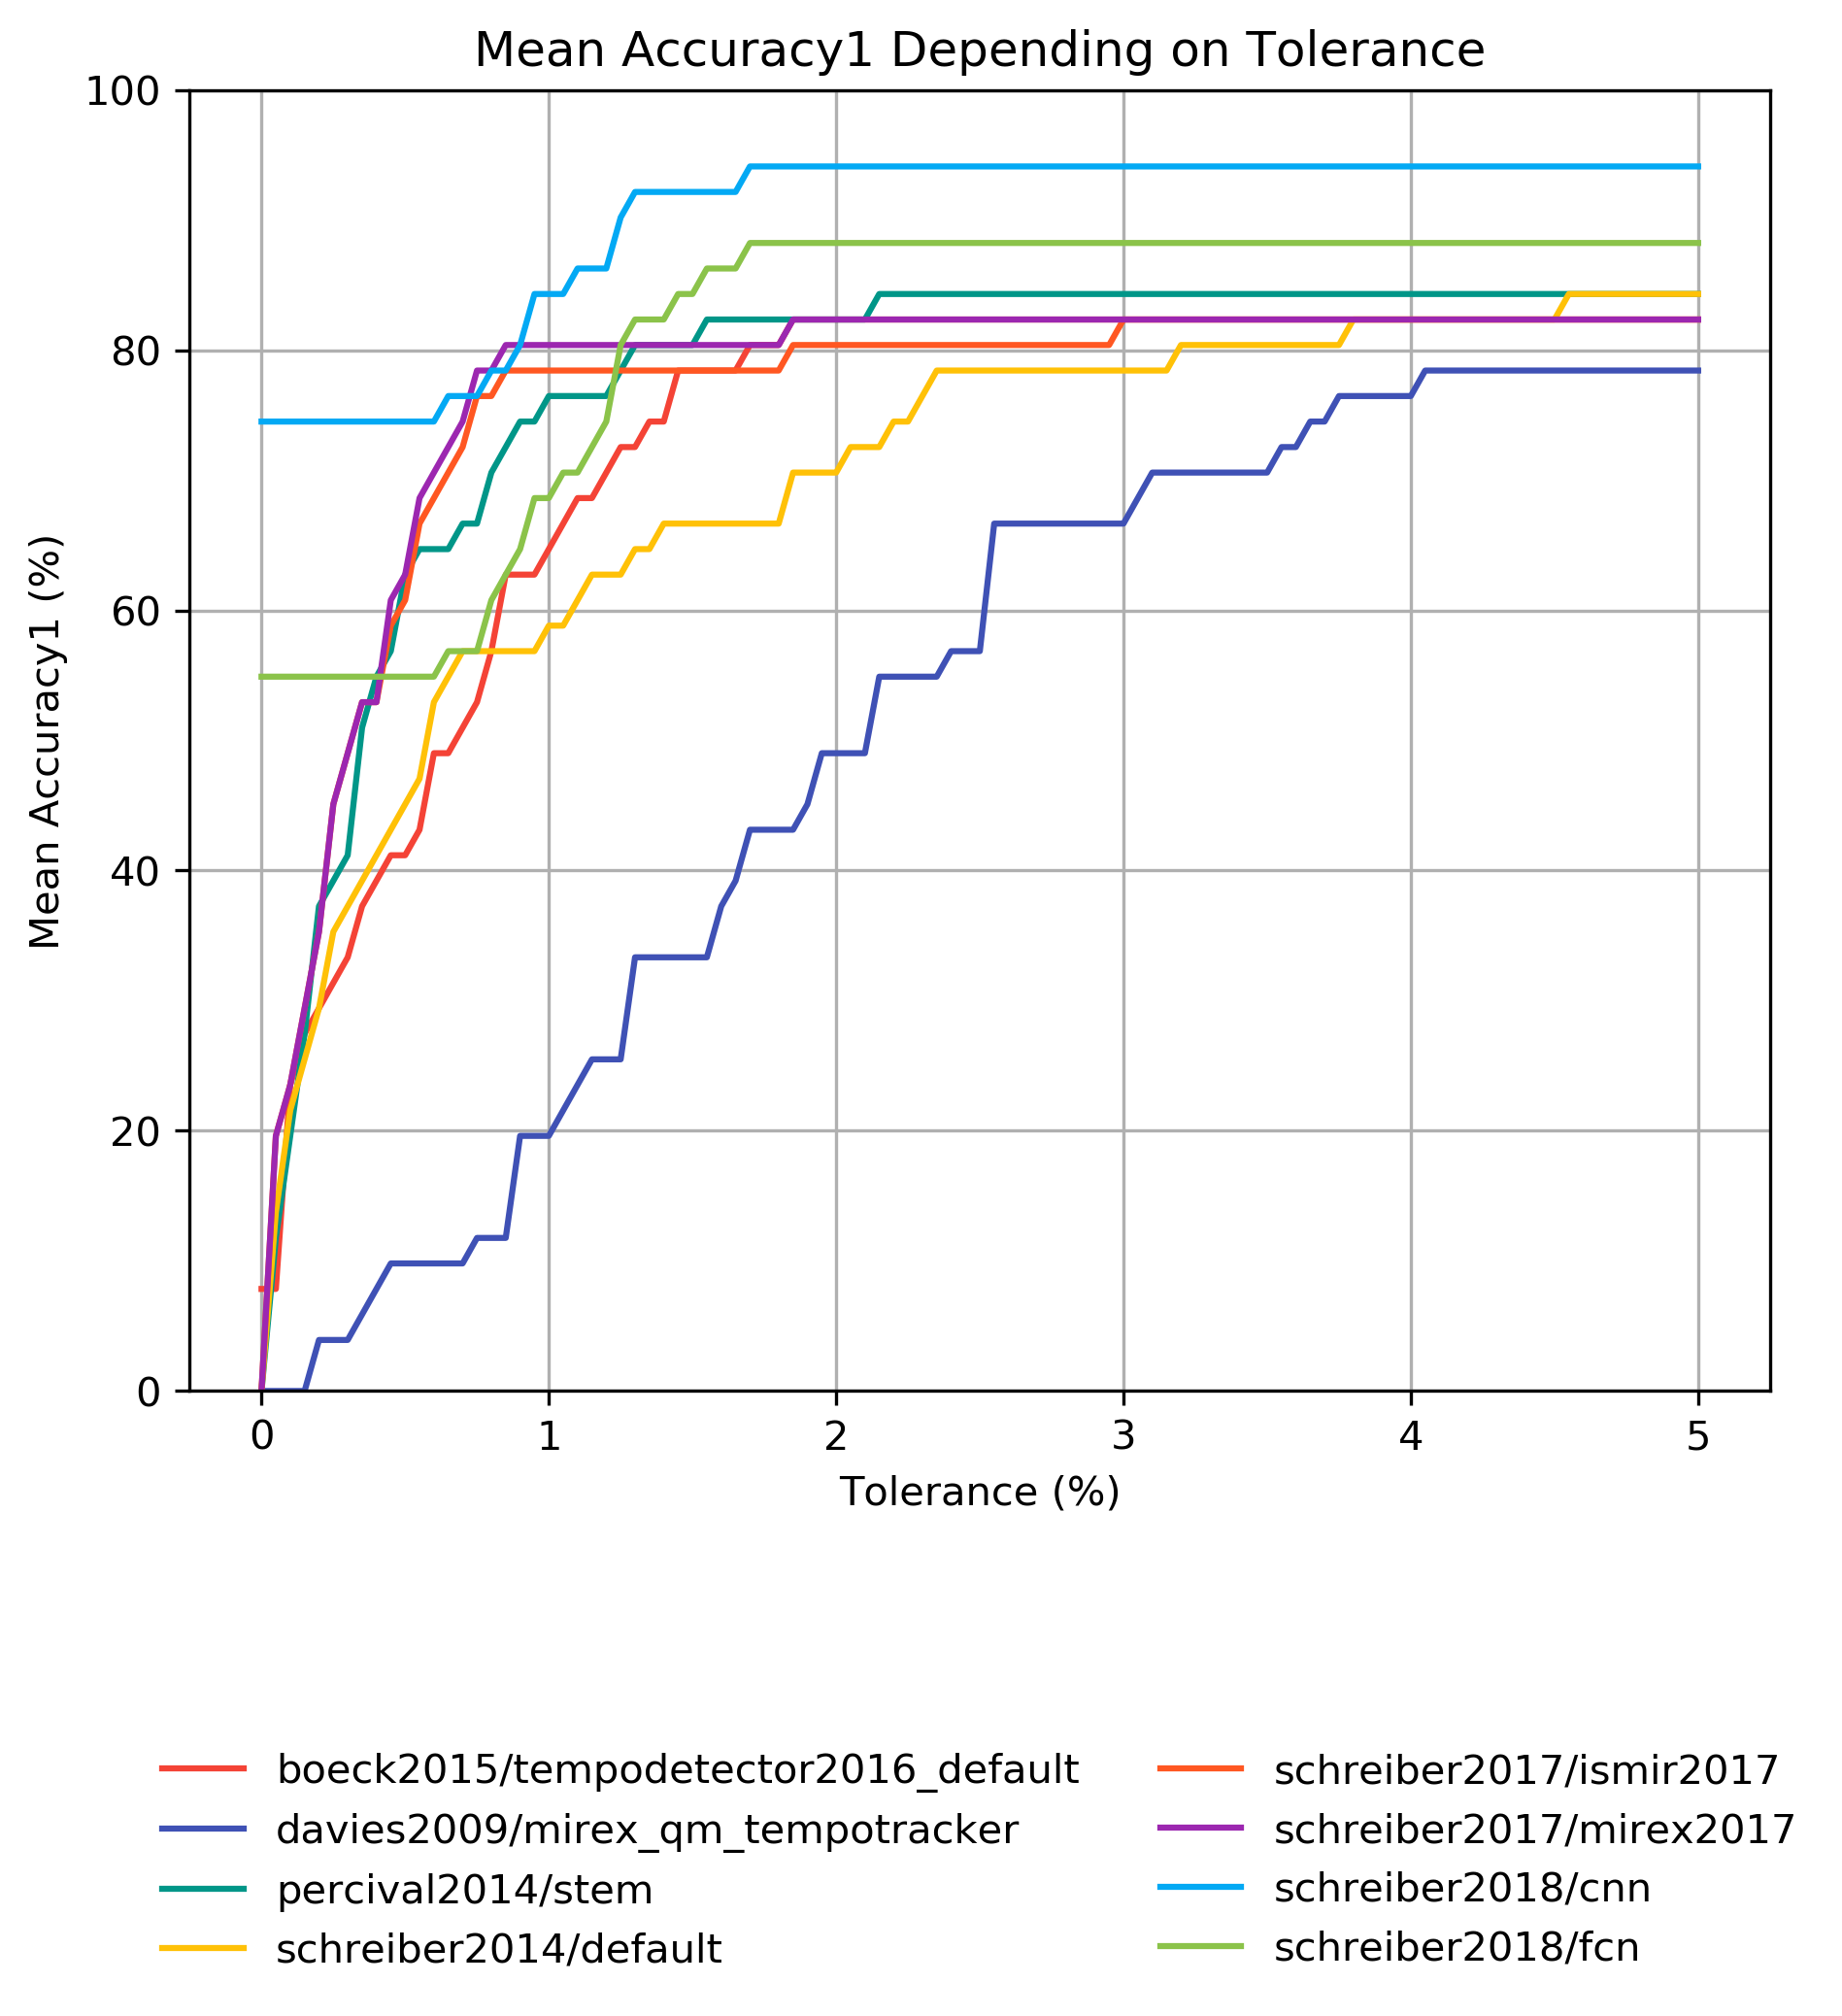 Mean Accuracy1 Depending on Tolerance
100
80
60
40
20
0
Mean Accuracy1 (%)
0 1 2 3 4 5
Tolerance (%)
boeck2015/tempodetector2016_default
davies2009/mirex_qm_tempotracker
percival2014/stem
schreiber2014/default
schreiber2017/ismir2017
schreiber2017/mirex2017
schreiber2018/cnn
schreiber2018/fcn